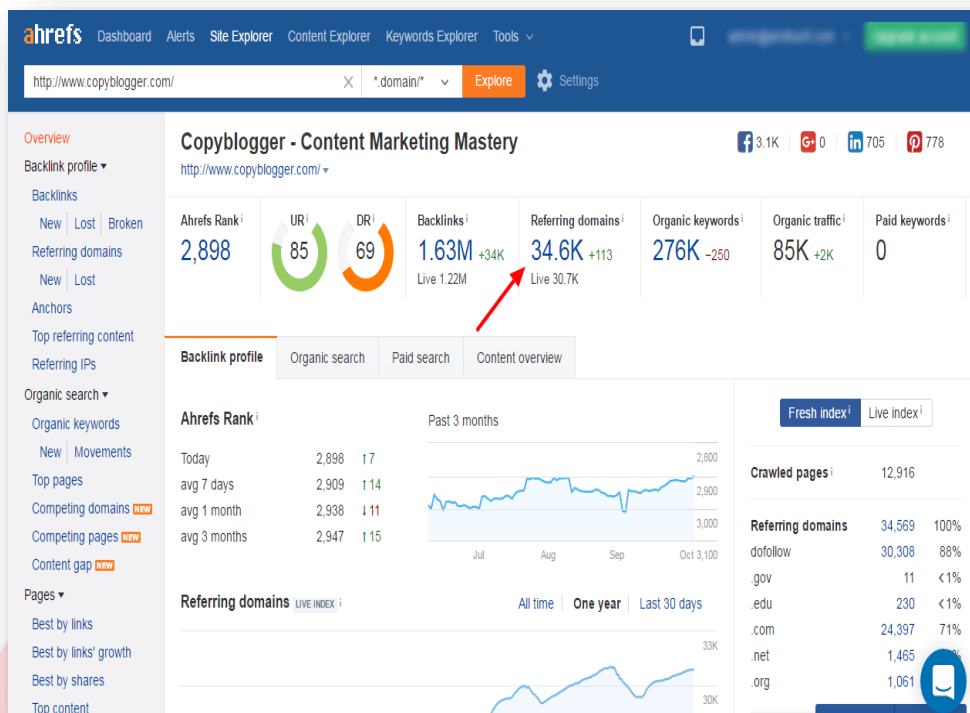 ahrefs Dashboard Alerts Site Explorer Content Explorer Keywords Explorer Tools
http://www.copyblogger.com/ X *.domain/* Explore Settings
Overview
Backlink profile
Backlinks
New Lost Broken
Referring domains
New Lost
Anchors
Top referring content
Referring IPs
Organic search
Organic keywords
New Movements
Top pages
Competing domains NEW
Competing pages NEW
Content gap NEW
Pages
Best by links
Best by links' growth
Best by shares
Top content
Copyblogger - Content Marketing Mastery
http://www.copyblogger.com/
f 3.1K G+ 0 in 705 778
Ahrefs Rank i UR i DR i Backlinks i Referring domains i Organic keywords i Organic traffic i Paid keywords i
2,898 85 69 1.63M +34K 34.6K +113 276K -250 85K +2K 0
Live 1.22M Live 30.7K
Backlink profile Organic search Paid search Content overview
Ahrefs Rank i Past 3 months
Today 2,898 ↑7
avg 7 days 2,909 ↑14
avg 1 month 2,938 ↓11
avg 3 months 2,947 ↑15
2,800
2,900
3,000
Jul Aug Sep Oct 3,100
Referring domains LIVE INDEX i All time One year Last 30 days
33K
30K
Fresh index i Live index i
Crawled pages i 12,916
Referring domains 34,569 100%
dofollow 30,308 88%
.gov 11 <1%
.edu 230 <1%
.com 24,397 71%
.net 1,465
.org 1,061